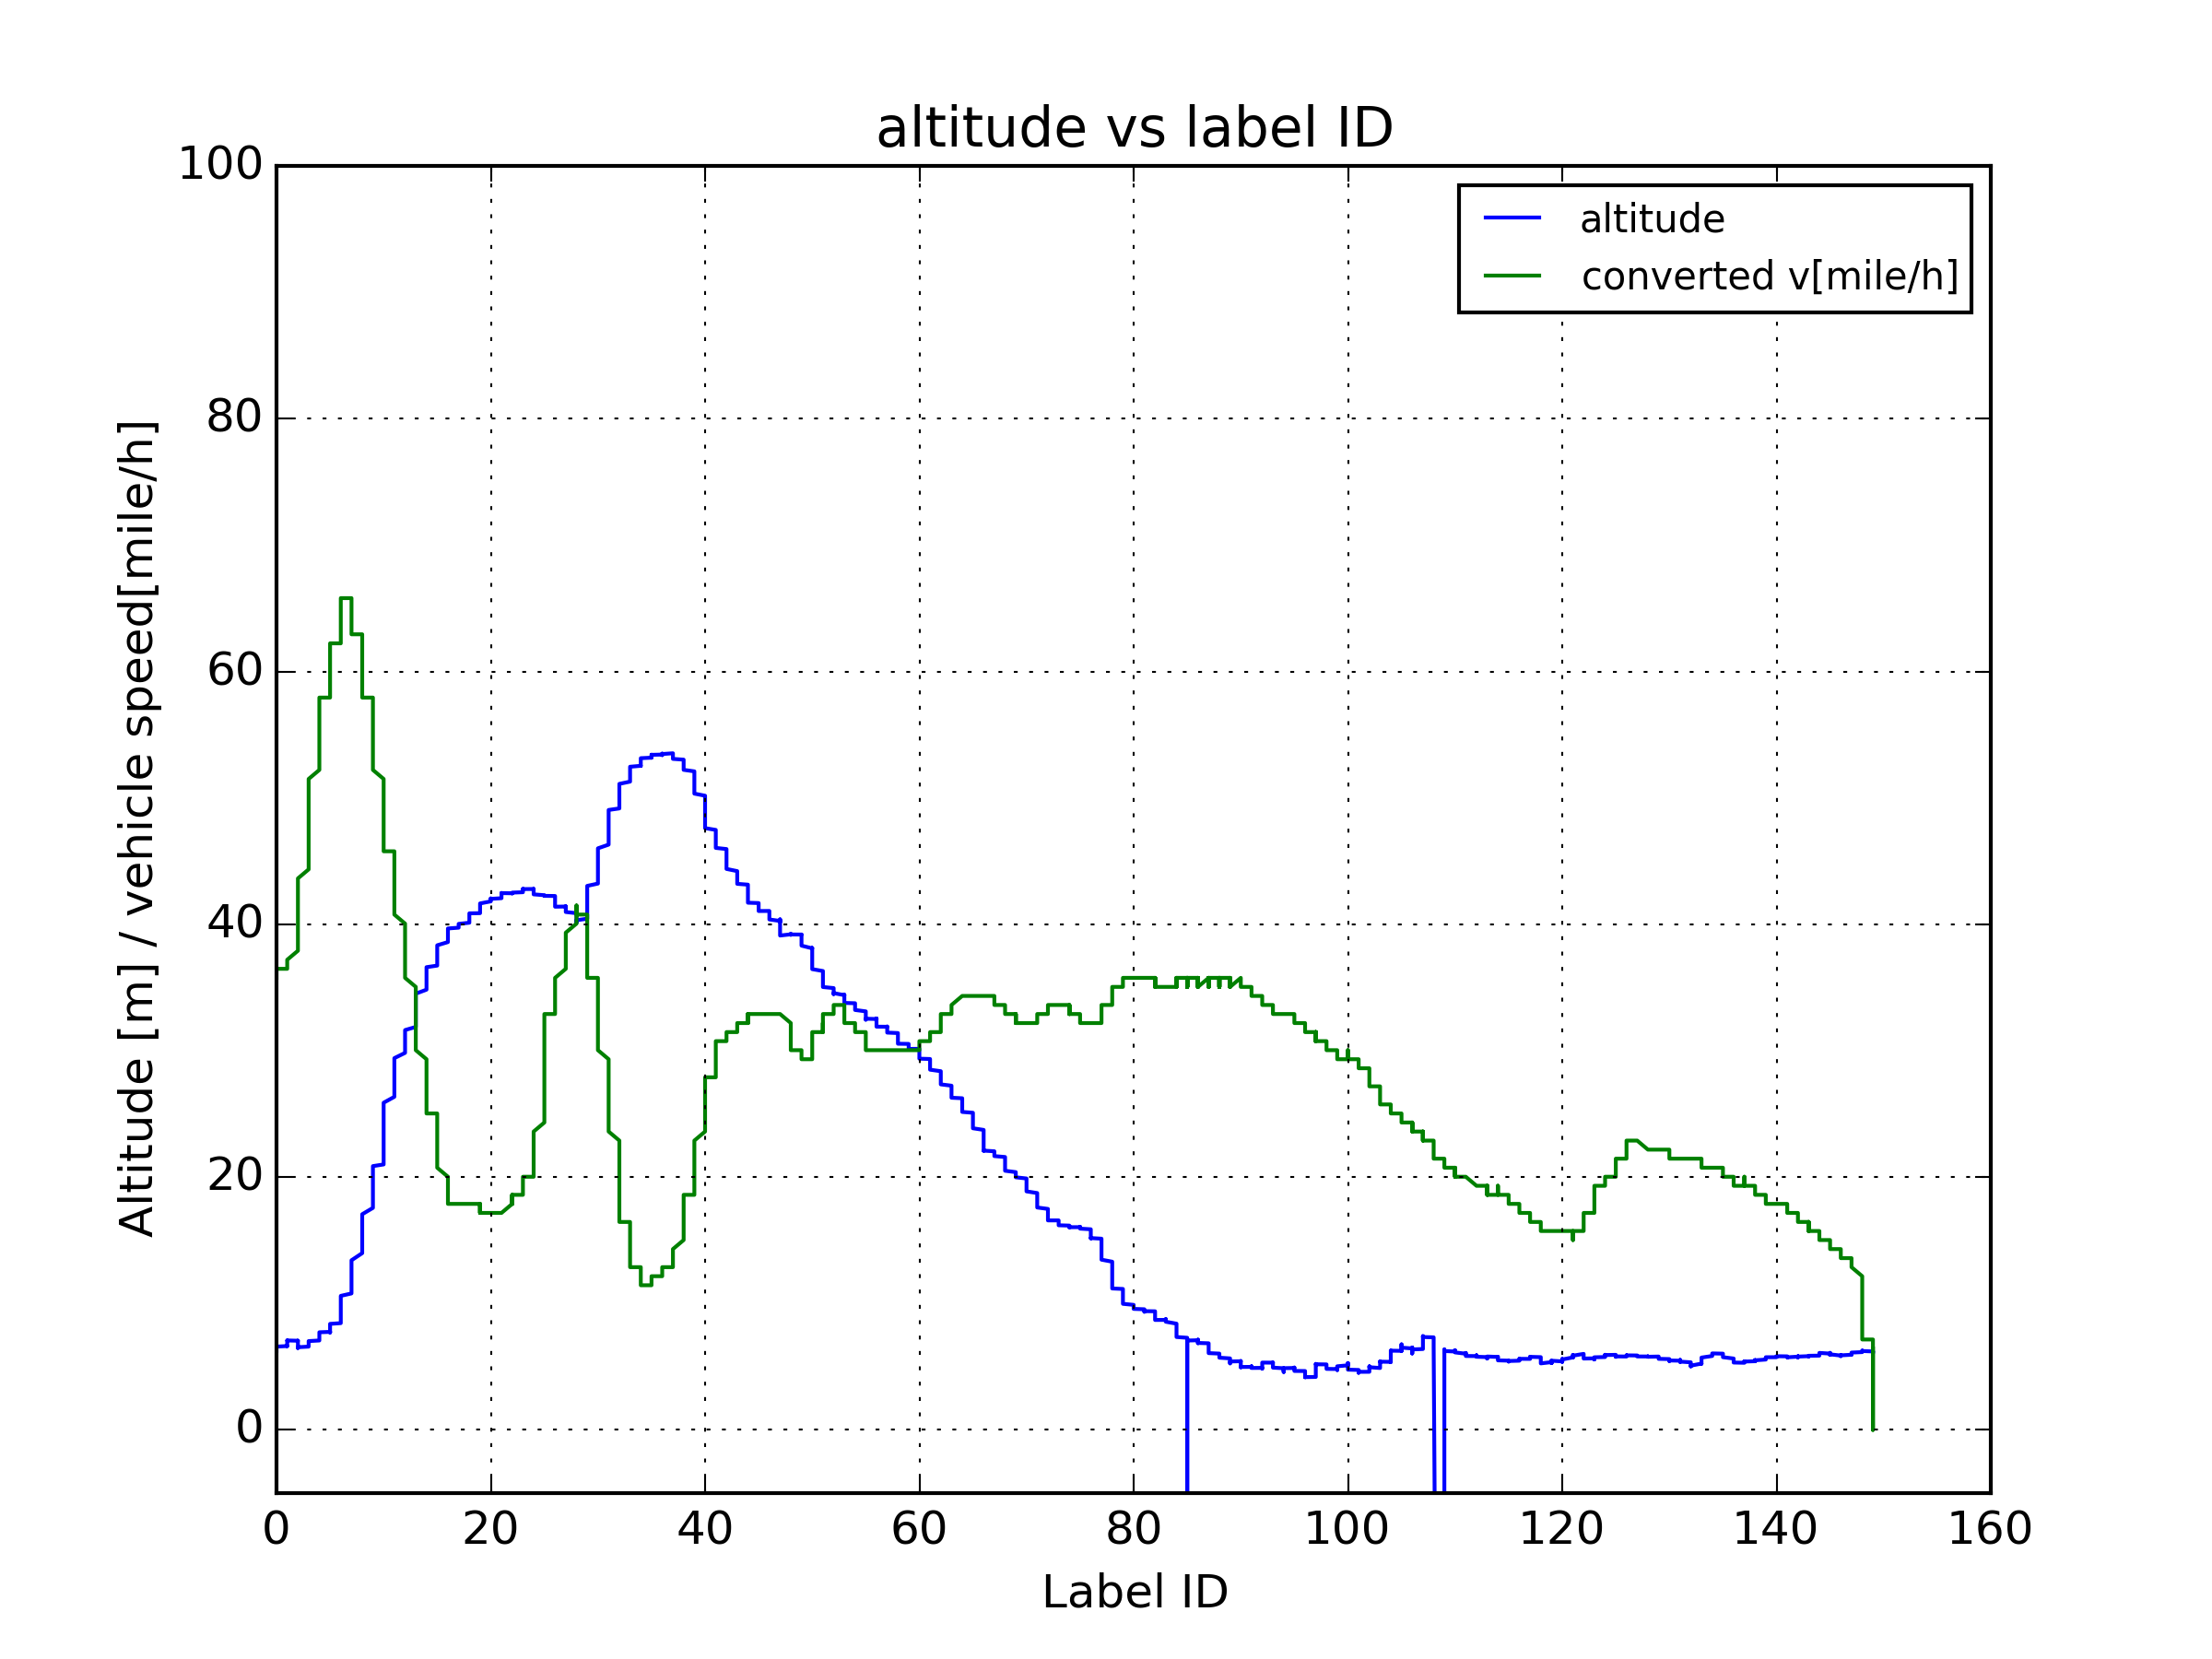 altitude vs label ID
altitude
converted v[mile/h]
Altitude [m] / vehicle speed[mile/h]
100
80
60
40
20
0
0 20 40 60 80 100 120 140 160
Label ID